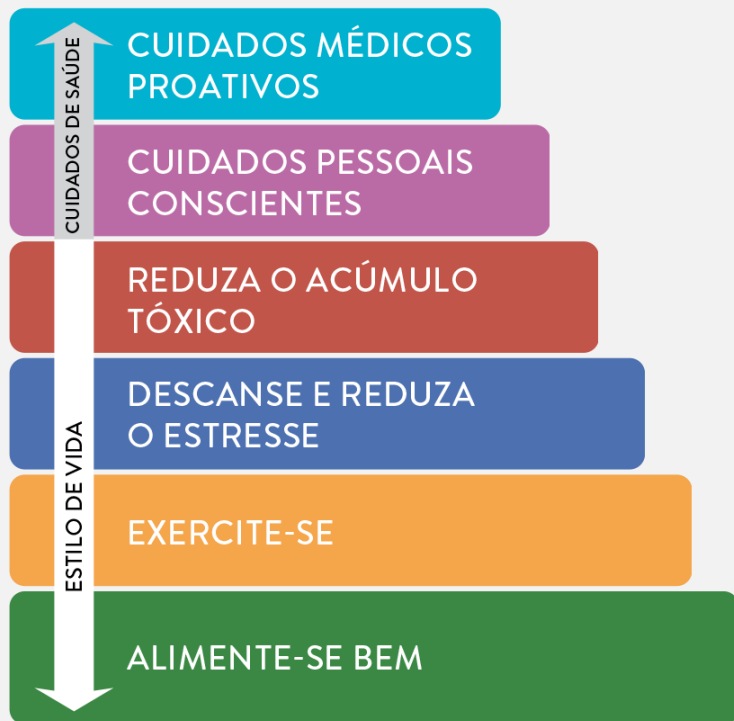 CUIDADOS MÉDICOS
PROATIVOS
CUIDADOS PESSOAIS
CONSCIENTES
REDUZA O ACÚMULO
TÓXICO
DESCANSE E REDUZA
O ESTRESSE
EXERCITE-SE
ALIMENTE-SE BEM
CUIDADOS DE SAÚDE
ESTILO DE VIDA